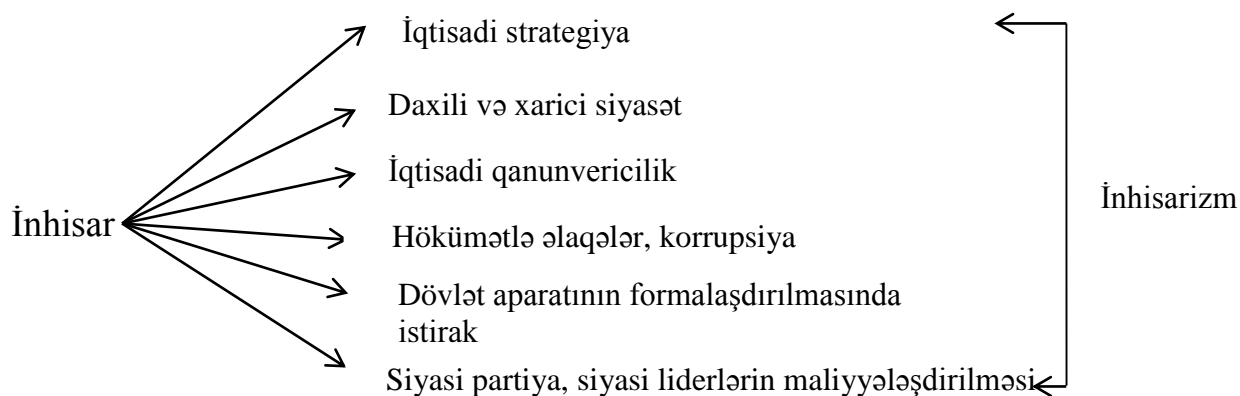 İqtisadi strategiya
Daxili və xarici siyasət
İqtisadi qanunvericilik
İnhisar
İnhisarizm
Hökümətlə əlaqələr, korrupsiya
Dövlət aparatının formalaşdırılmasında
istirak
Siyasi partiya, siyasi liderlərin maliyyələşdirilməsi